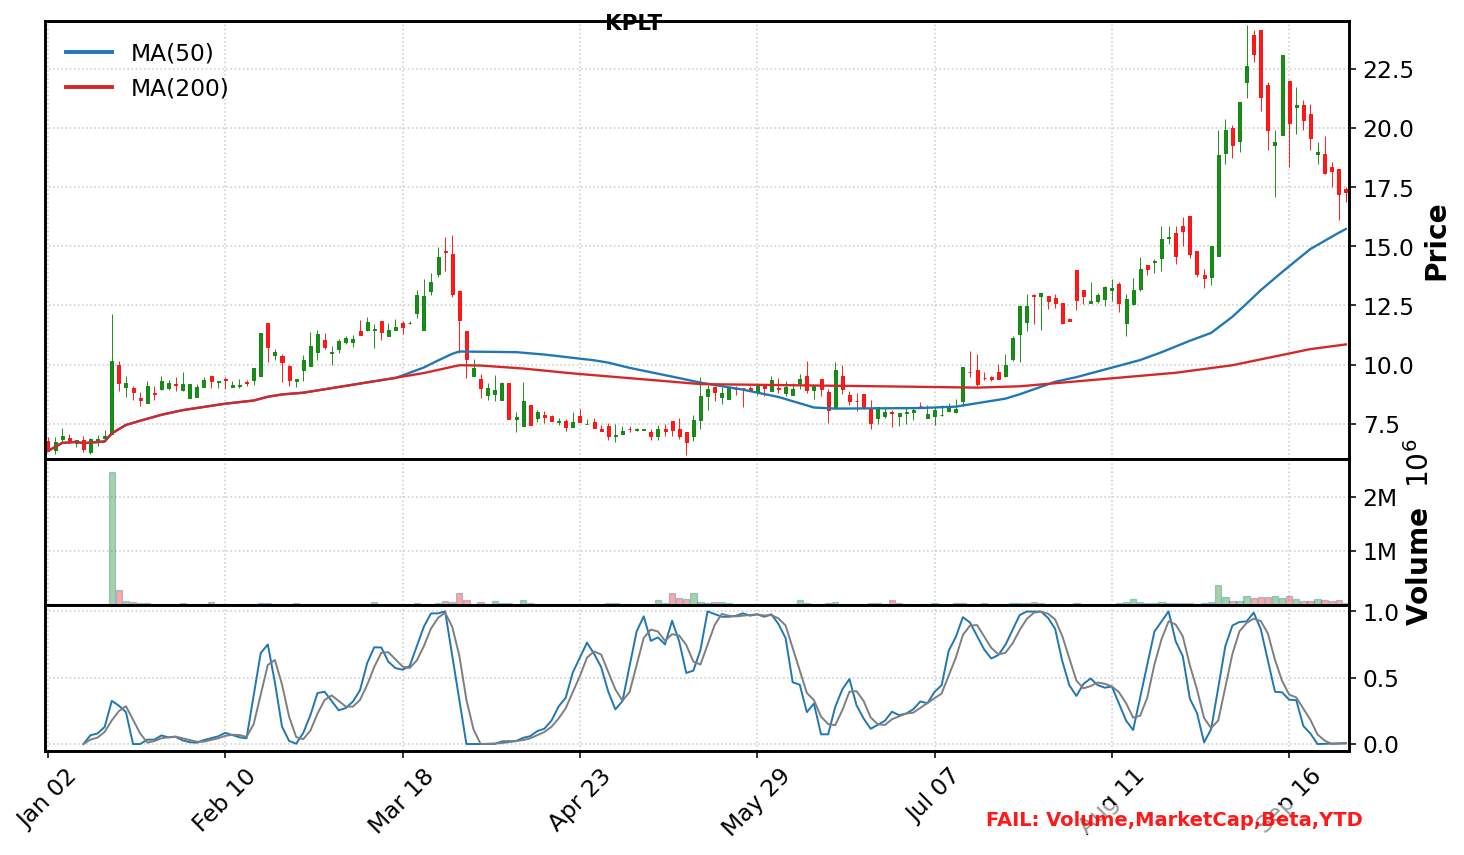 KPLT
MA(50)
MA(200)
22.5
20.0
17.5
15.0
12.5
10.0
7.5
Price
2M
1M
Volume 10⁶
1.0
0.5
0.0
Jan 02
Feb 10
Mar 18
Apr 23
May 29
Jul 07
Aug 11
Sep 16
FAIL: Volume,MarketCap,Beta,YTD